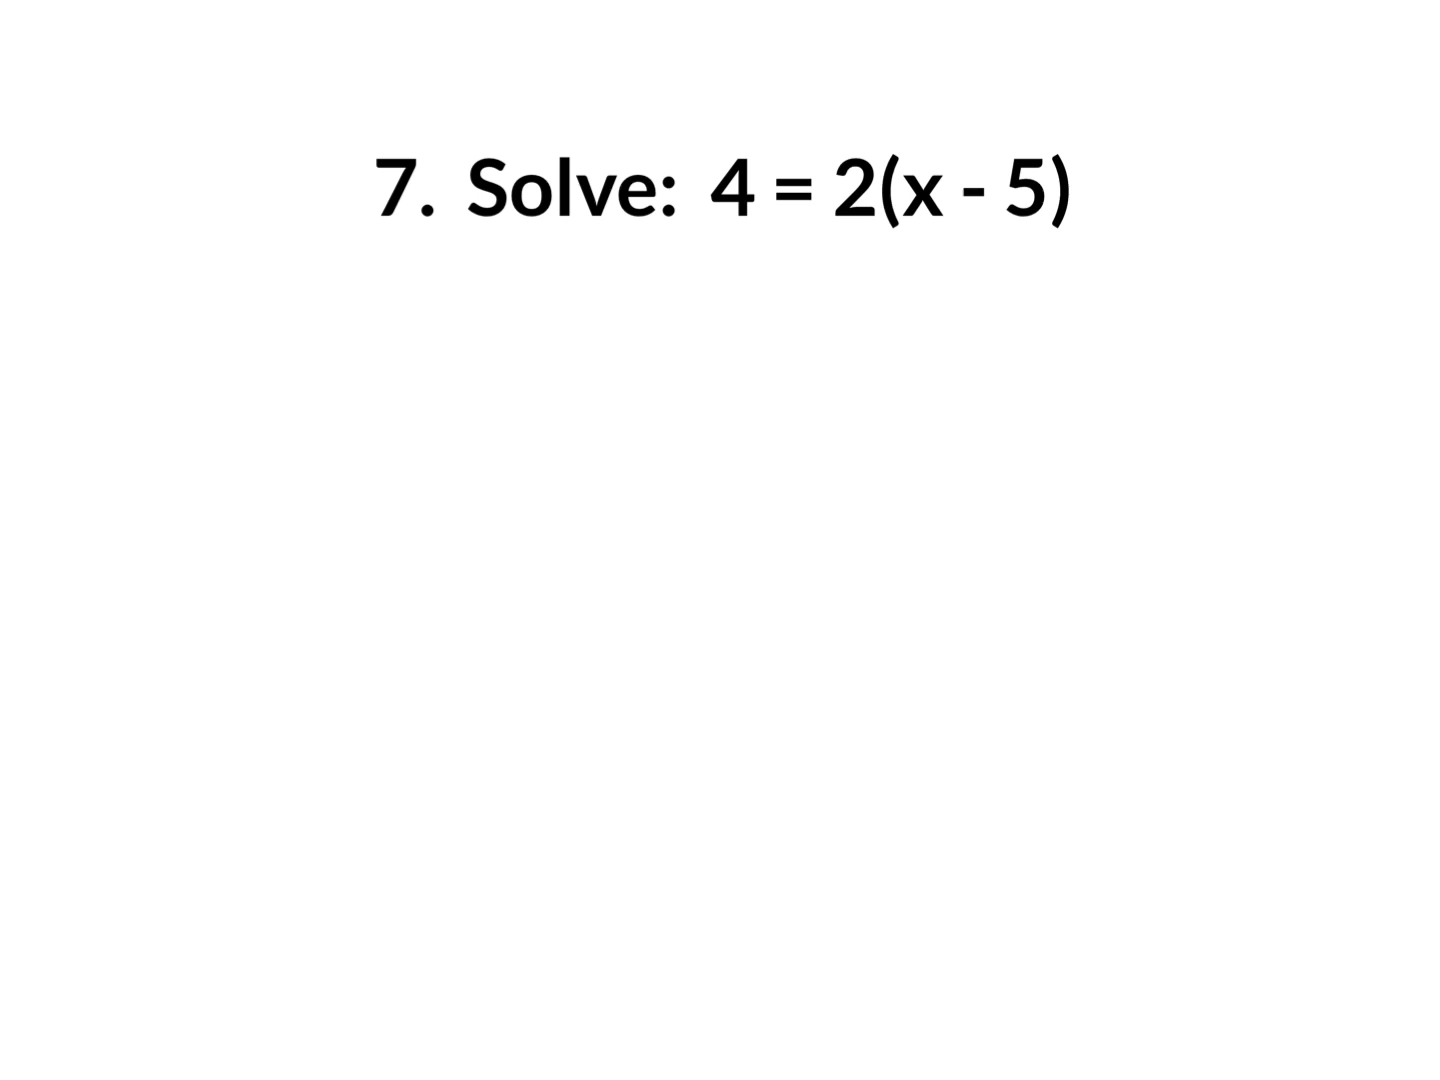 7. Solve: 4 = 2(x - 5)